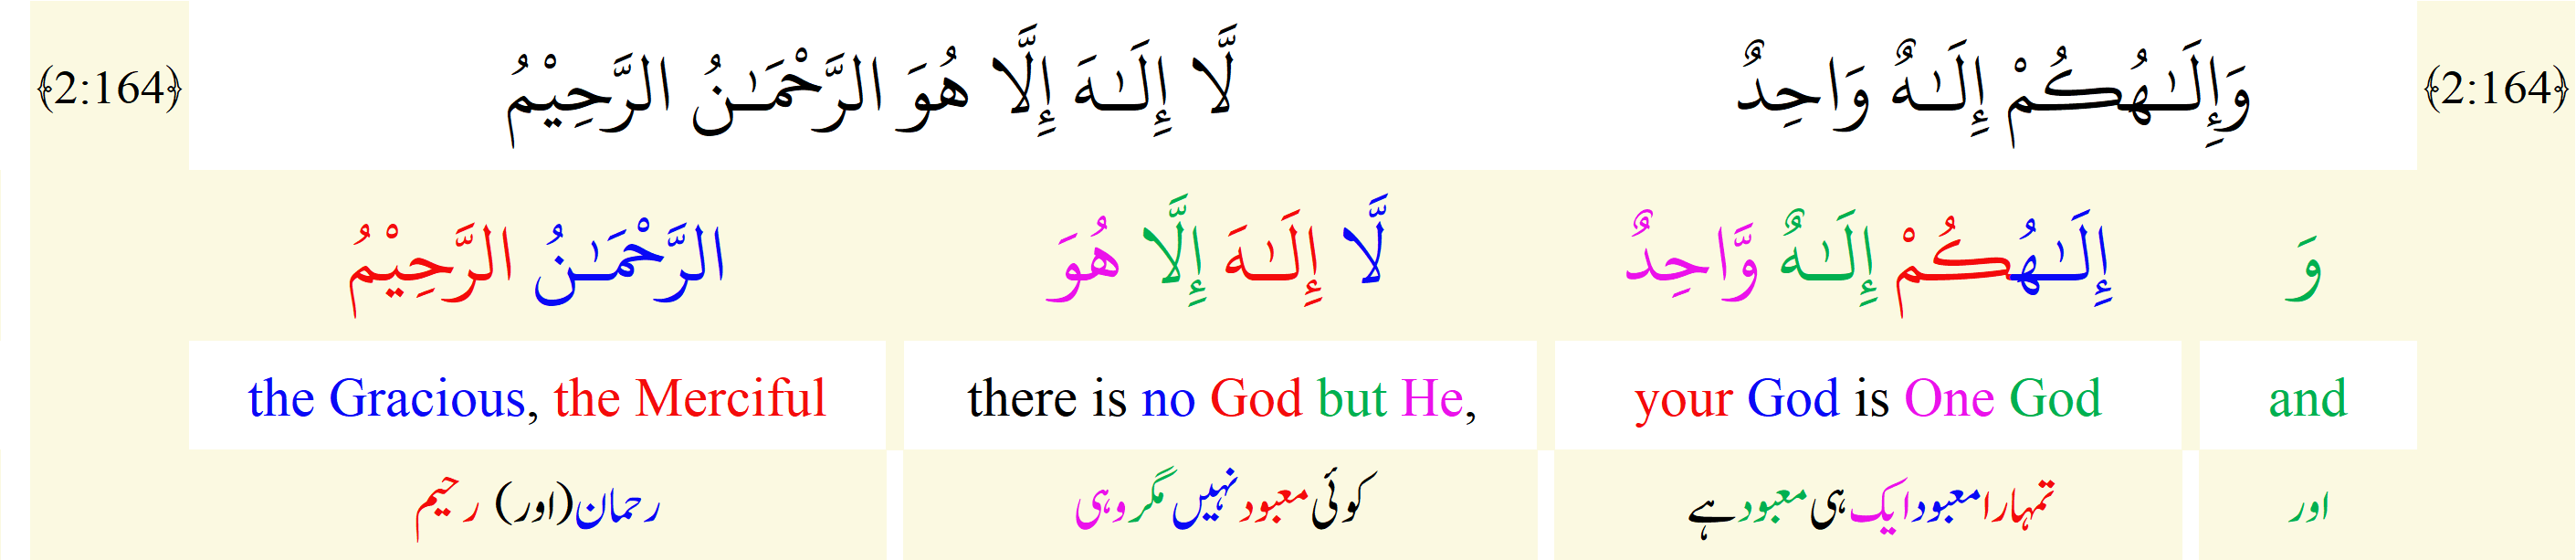 ﴿2:164﴾ وَإِلَـٰهُكُمْ إِلَـٰهٌ وَاحِدٌ لَّا إِلَـٰهَ إِلَّا هُوَ الرَّحْمَـٰنُ الرَّحِيْمُ ﴿2:164﴾
وَ إِلَـٰهُكُمْ إِلَـٰهٌ وَّاحِدٌ لَّا إِلَـٰهَ إِلَّا هُوَ الرَّحْمَـٰنُ الرَّحِيْمُ
and your God is One God there is no God but He, the Gracious, the Merciful
اور تمہارا معبود ایک ہی معبود ہے کوئی معبود نہیں مگر وہی رحمان (اور) رحیم